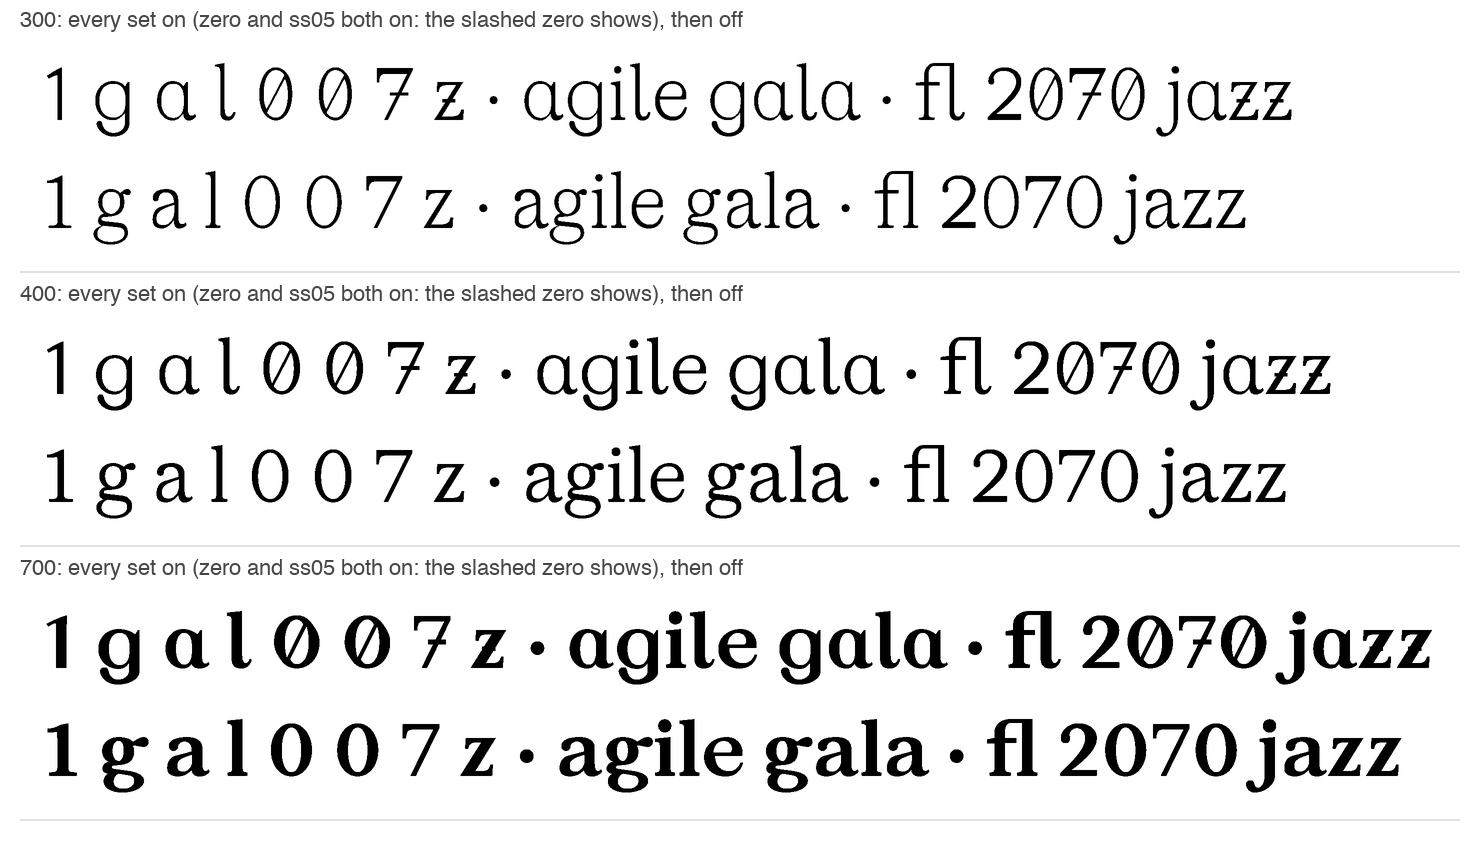 300: every set on (zero and ss05 both on: the slashed zero shows), then off
1 g a l 0 0 7 z · agile gala · fl 2070 jazz
1 g a l 0 0 7 z · agile gala · fl 2070 jazz
400: every set on (zero and ss05 both on: the slashed zero shows), then off
1 g a l 0 0 7 z · agile gala · fl 2070 jazz
1 g a l 0 0 7 z · agile gala · fl 2070 jazz
700: every set on (zero and ss05 both on: the slashed zero shows), then off
1 g a l 0 0 7 z · agile gala · fl 2070 jazz
1 g a l 0 0 7 z · agile gala · fl 2070 jazz